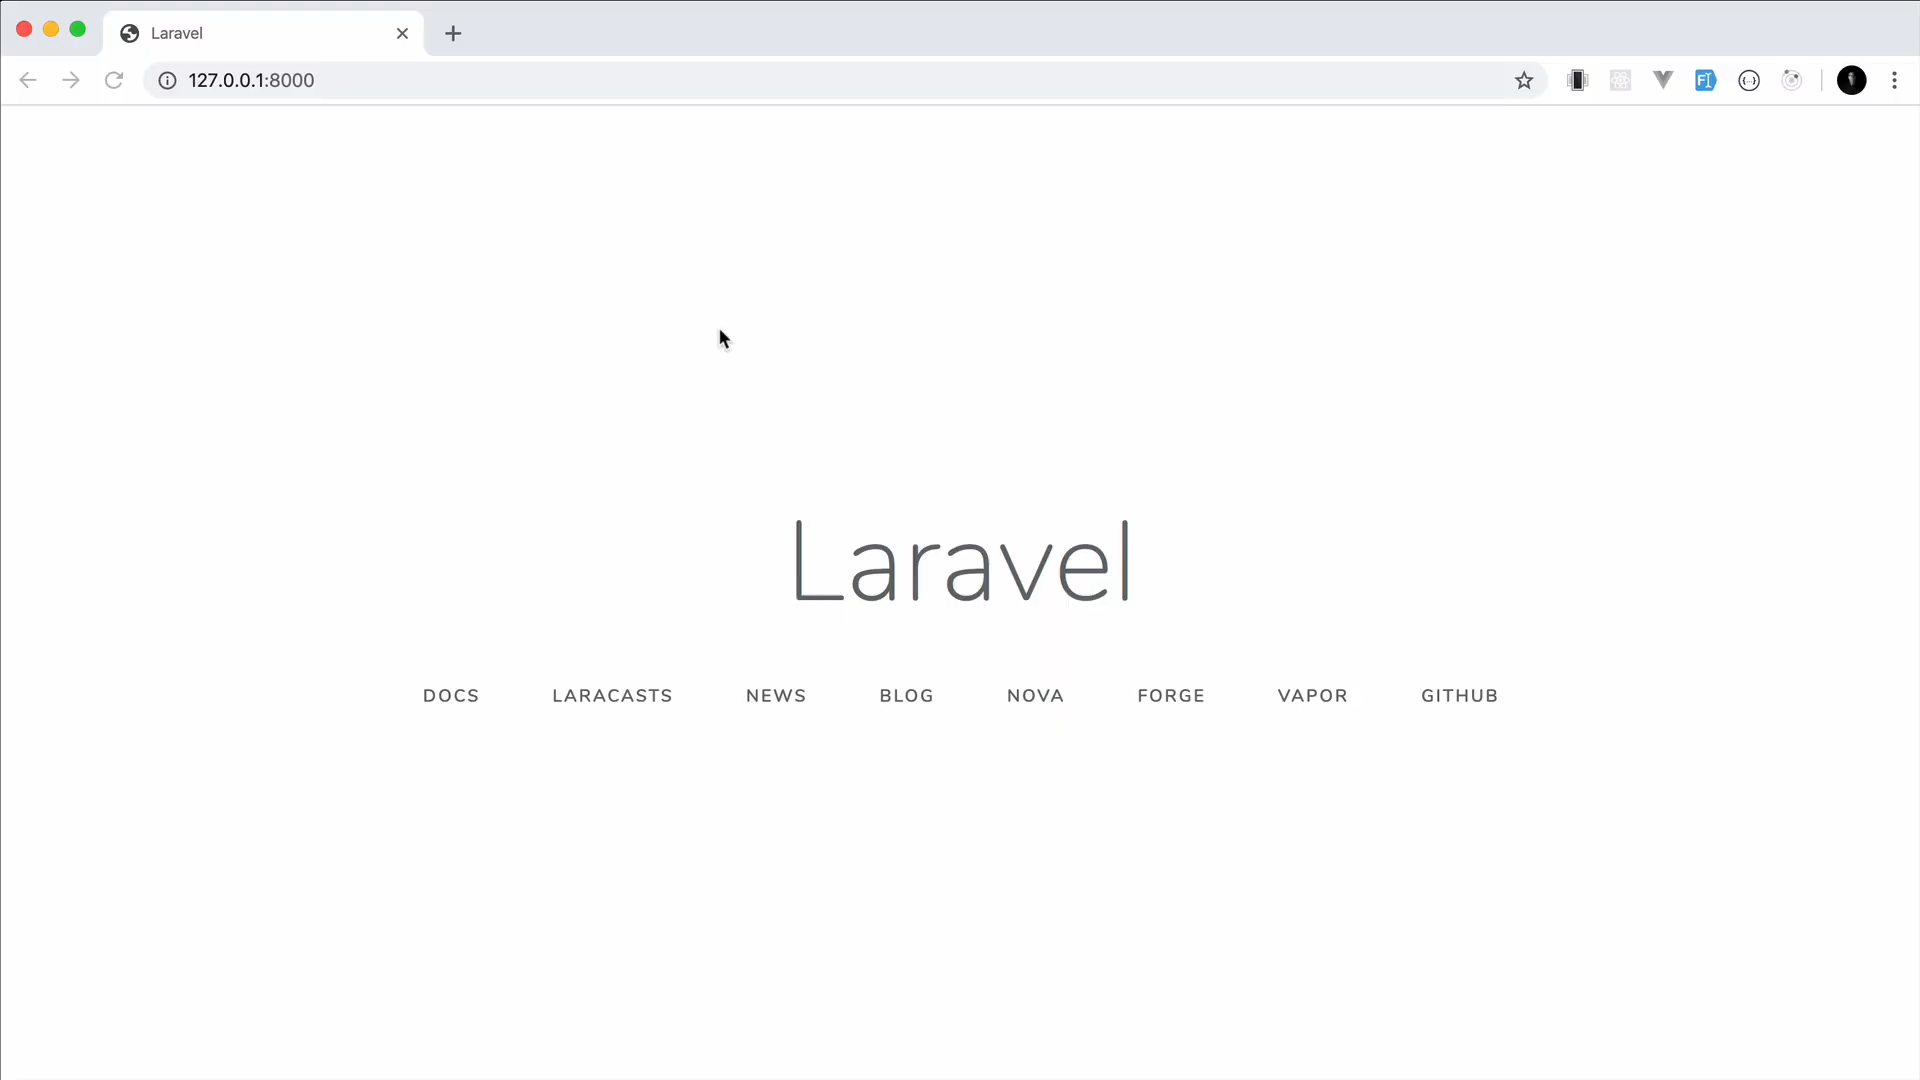 Laravel
127.0.0.1:8000
Laravel
DOCS LARACASTS NEWS BLOG NOVA FORGE VAPOR GITHUB